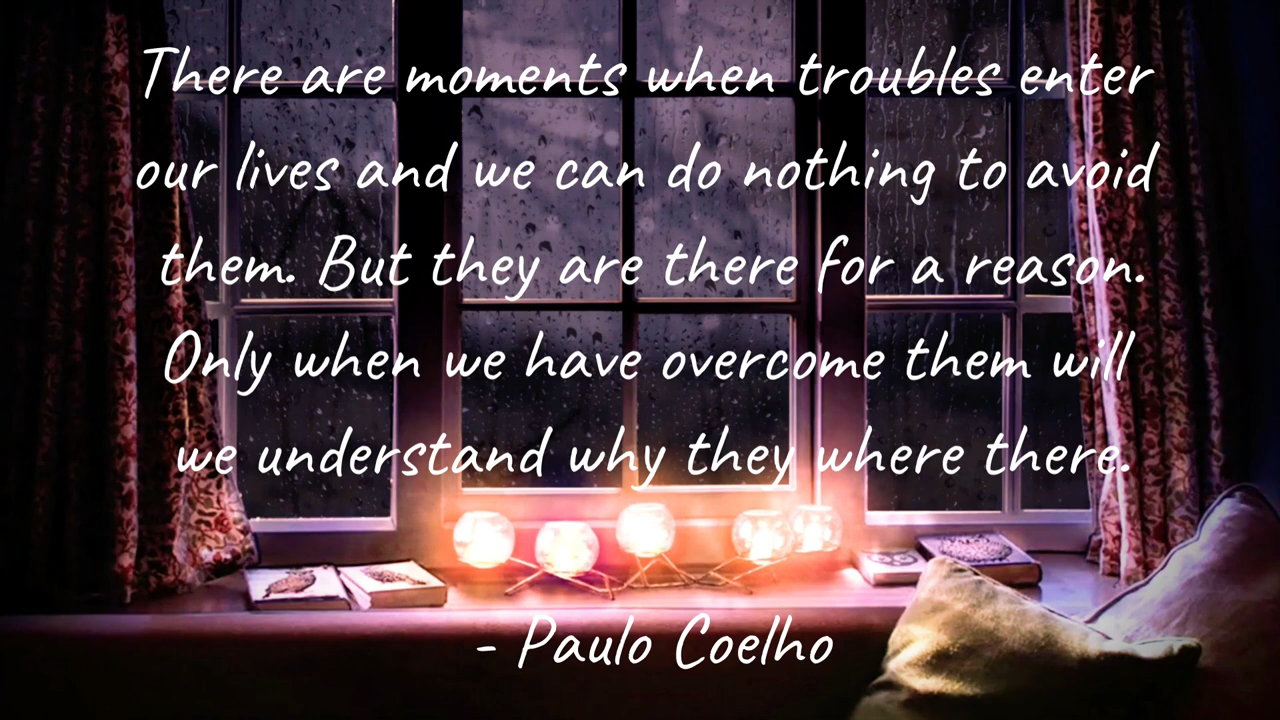 There are moments when troubles enter
our lives and we can do nothing to avoid
them. But they are there for a reason.
Only when we have overcome them will
we understand why they where there.
- Paulo Coelho